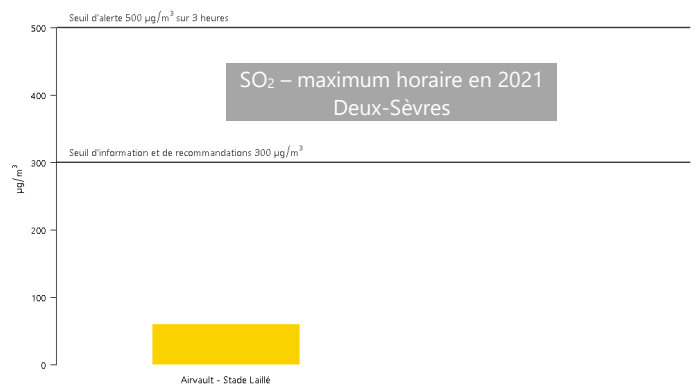 Seuil d'alerte 500 µg/m³ sur 3 heures
500
SO₂ – maximum horaire en 2021
Deux-Sèvres
400
Seuil d'information et de recommandations 300 µg/m³
300
µg/m³
200
100
0
Airvault - Stade Laillé